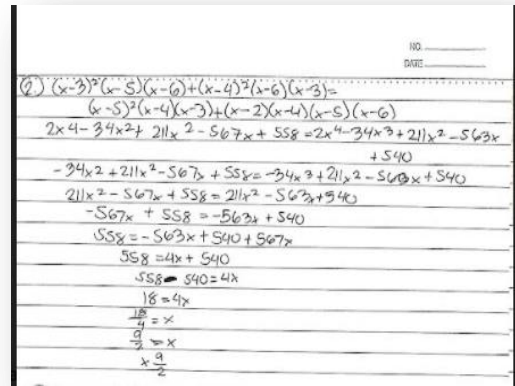 NO.
DATE
2. (x-3)²(x-5)(x-6)+(x-4)²(x-6)(x-3)=
(x-5)²(x-4)(x-3)+(x-2)(x-4)(x-5)(x-6)
2x4-34x2+211x²-567x+558=2x⁴-34x³+211x²-563x
+540
-34x2+211x²-567x+558=-34x³+211x²-563x+540
211x²-567x+558=211x²-563x+540
-567x+558=-563x+540
558=-563x+540+567x
558=4x+540
558-540=4x
18=4x
18/4=x
9/2=x
x 9/2